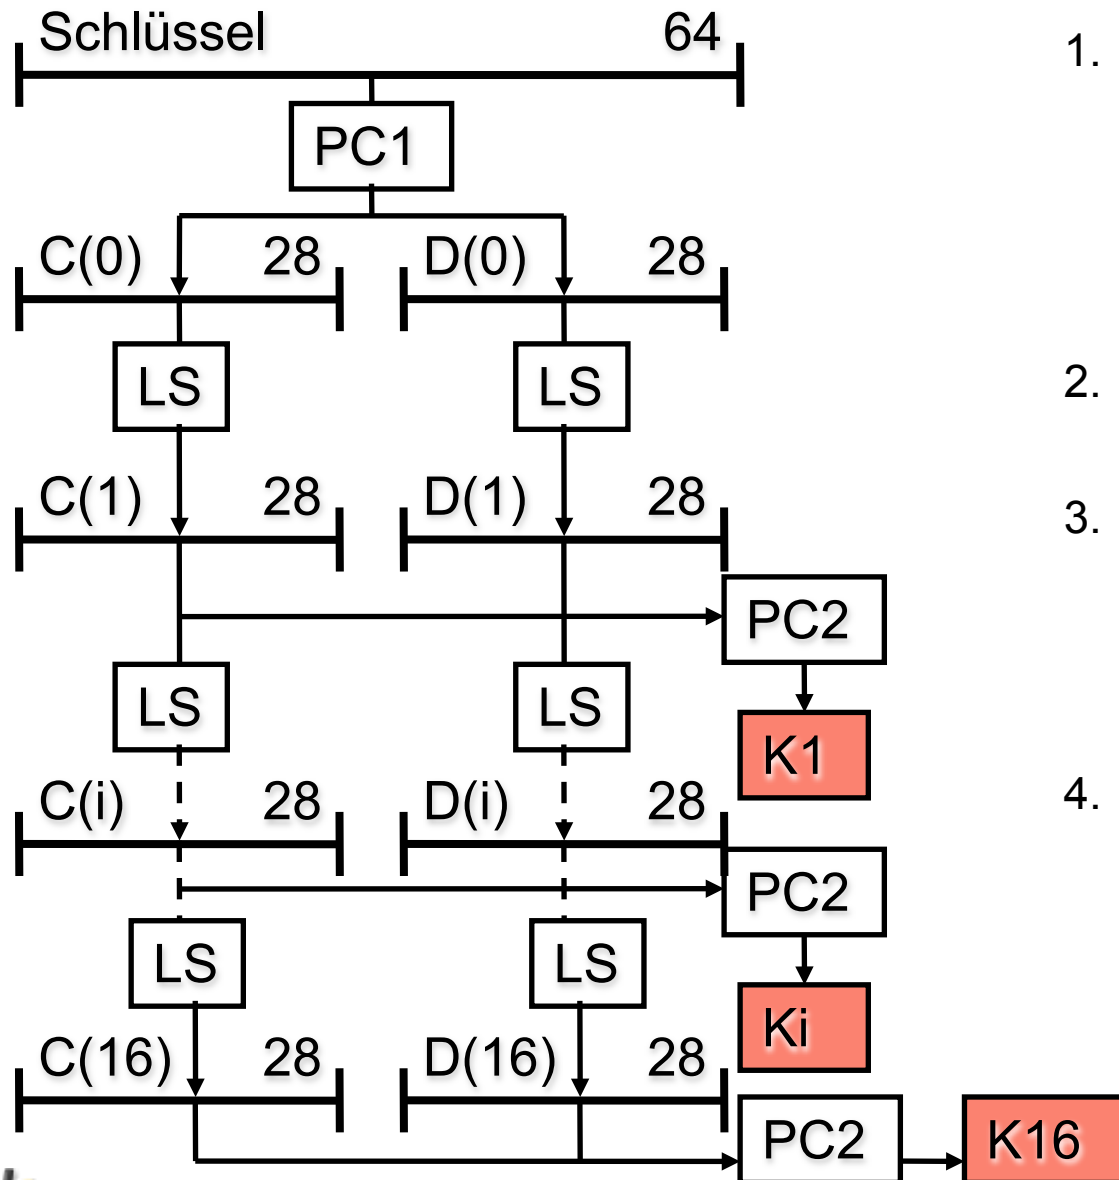 Schlüssel 64
1.
PC1
C(0) 28 D(0) 28
LS LS
2.
C(1) 28 D(1) 28
3.
PC2
LS LS
K1
C(i) 28 D(i) 28
4.
PC2
LS LS
Ki
C(16) 28 D(16) 28
PC2 K16